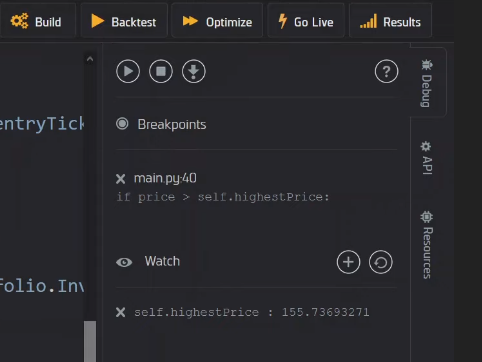 Build
Backtest
Optimize
Go Live
Results
entryTick
folio.Inv
?
Breakpoints
main.py:40
if price > self.highestPrice:
Watch
self.highestPrice : 155.73693271
Debug
API
Resources